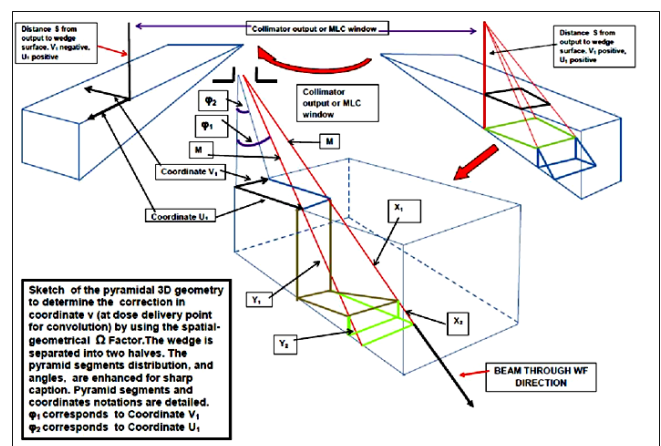 Distance S from
output to wedge
surface. V₁ negative,
U₁ positive
Collimator output or MLC window
Distance S from
output to wedge
surface. V₁ positive,
U₁ positive
Collimator
output or MLC
window
φ₂
φ₁
M
M
Coordinate V₁
Coordinate U₁
X₁
Y₁
X₂
Y₂
BEAM THROUGH WF
DIRECTION
Sketch of the pyramidal 3D geometry
to determine the correction in
coordinate v (at dose delivery point
for convolution) by using the spatial-
geometrical Ω Factor.The wedge is
separated into two halves. The
pyramid segments distribution, and
angles, are enhanced for sharp
caption. Pyramid segments and
coordinates notations are detailed.
φ₁ corresponds to Coordinate V₁
φ₂ corresponds to Coordinate U₁